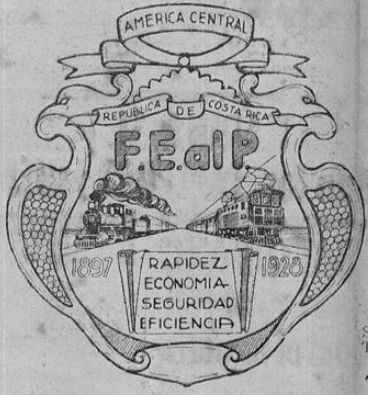 AMERICA CENTRAL
REPUBLICA DE COSTA RICA
F.E. al P.
1897 1928
RAPIDEZ
ECONOMIA
SEGURIDAD
EFICIENCIA